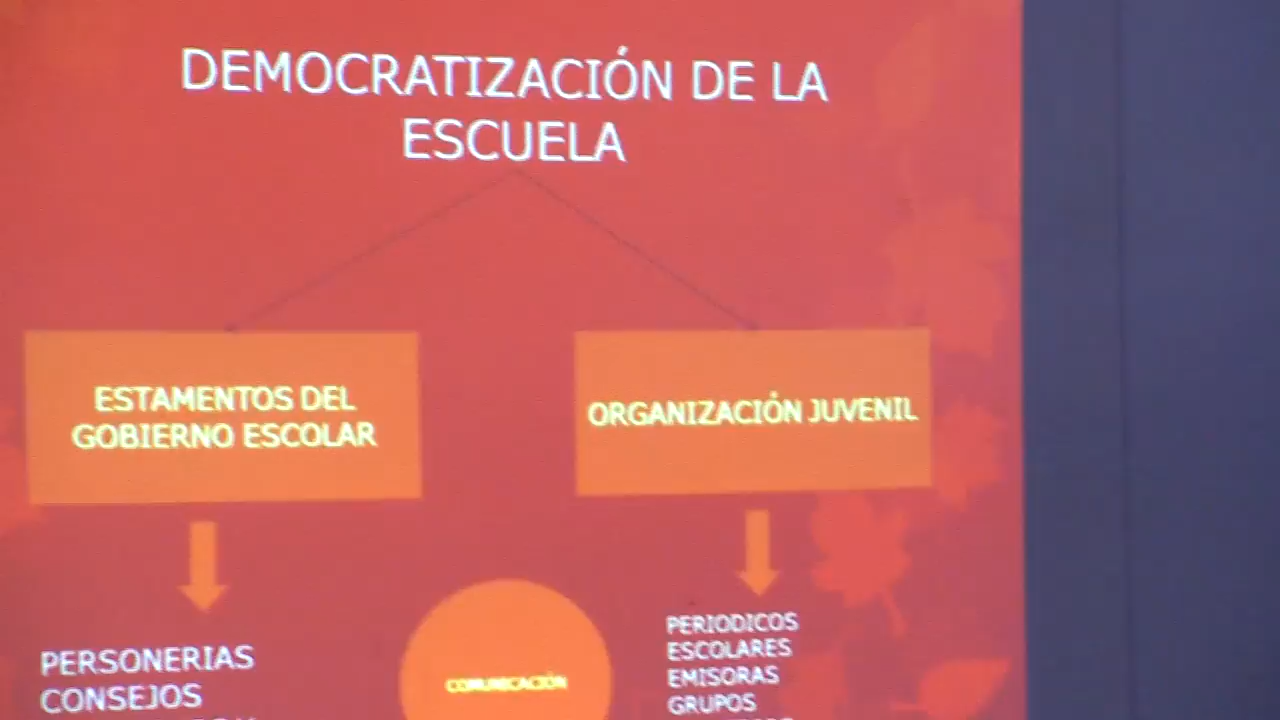 DEMOCRATIZACIÓN DE LA
ESCUELA
ESTAMENTOS DEL
GOBIERNO ESCOLAR
ORGANIZACIÓN JUVENIL
PERSONERIAS
CONSEJOS
COMUNICACIÓN
PERIODICOS
ESCOLARES
EMISORAS
GRUPOS